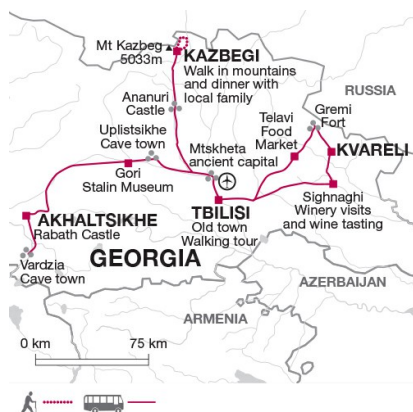 Mt Kazbeg
5033m
KAZBEGI
Walk in mountains
and dinner with
local family
RUSSIA
Ananuri
Castle
Telavi
Food
Market
Gremi
Fort
Uplistsikhe
Cave town
Mtskheta
ancient capital
KVARELI
Gori
Stalin Museum
TBILISI
Old town
Walking tour
Sighnaghi
Winery visits
and wine tasting
AKHALTSIKHE
Rabath Castle
GEORGIA
Vardzia
Cave town
AZERBAIJAN
ARMENIA
0 km
75 km